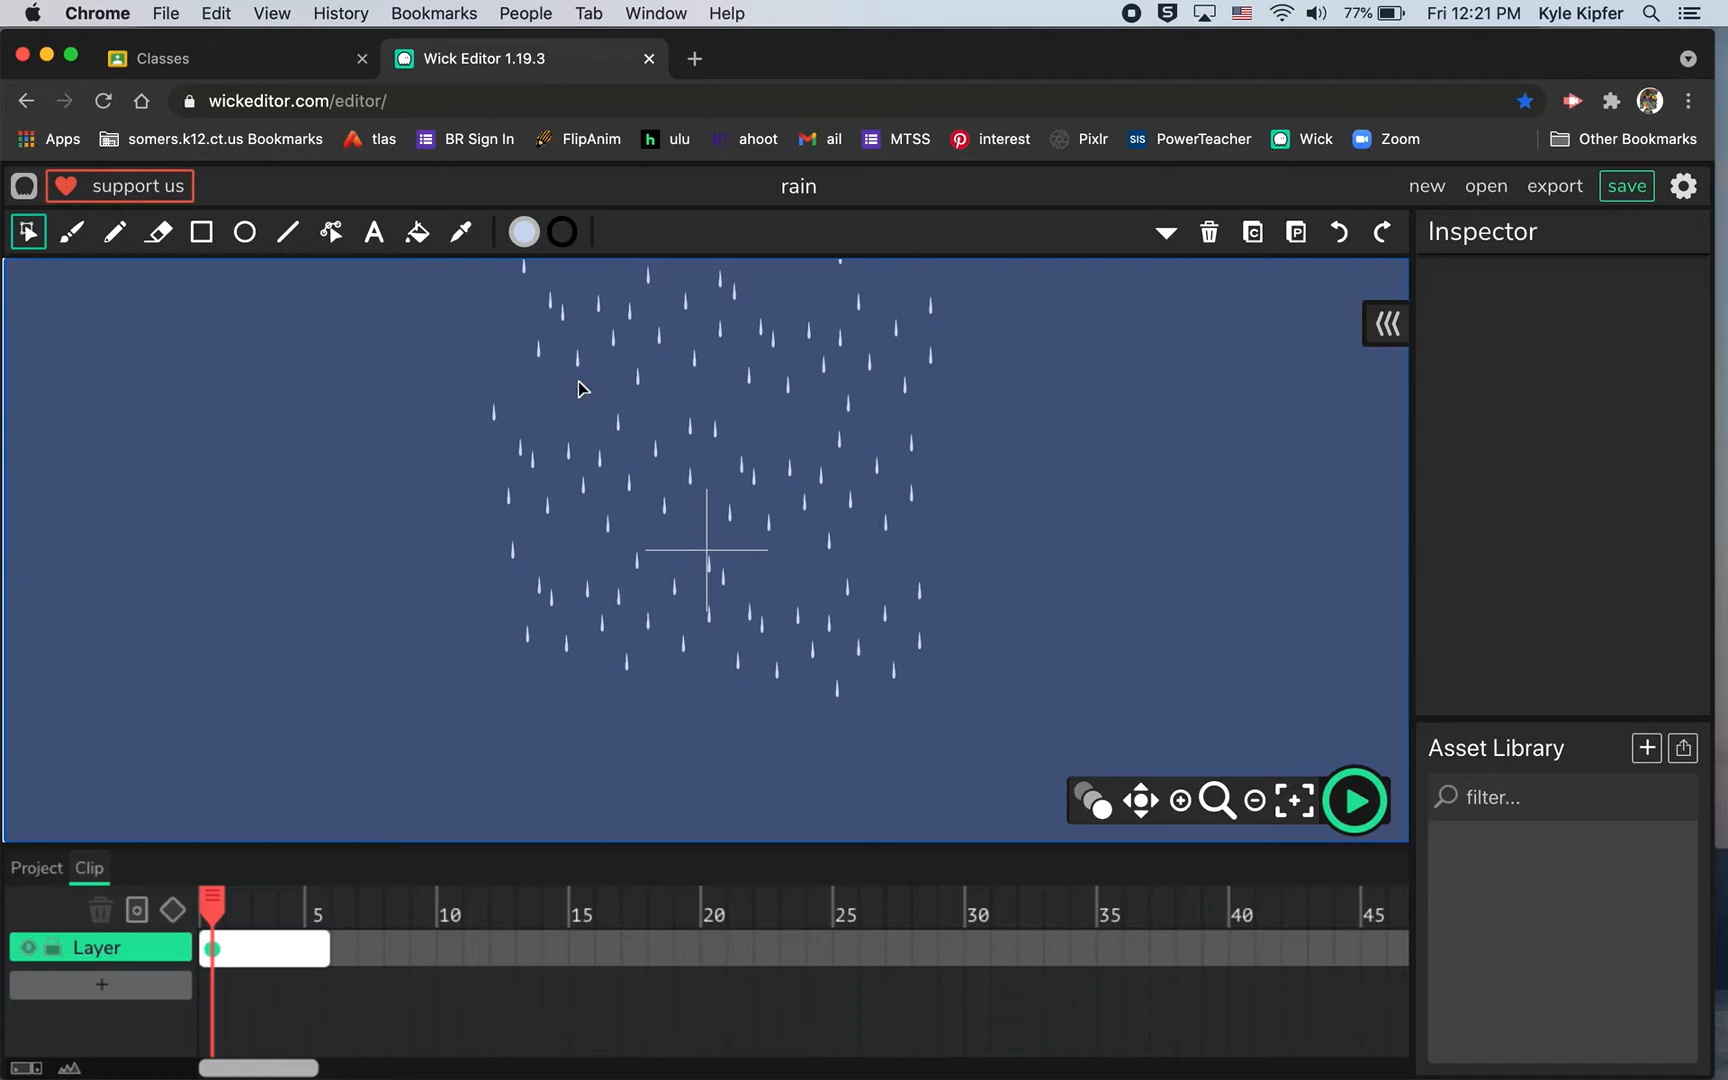 Chrome File Edit View History Bookmarks People Tab Window Help 77% Fri 12:21 PM Kyle Kipfer
Classes Wick Editor 1.19.3
wickeditor.com/editor/
Apps somers.k12.ct.us Bookmarks tlas BR Sign In FlipAnim ulu ahoot ail MTSS interest Pixlr SIS PowerTeacher Wick Zoom Other Bookmarks
support us rain new open export save
A C P Inspector
Asset Library
filter...
Project Clip
5 10 15 20 25 30 35 40 45
Layer